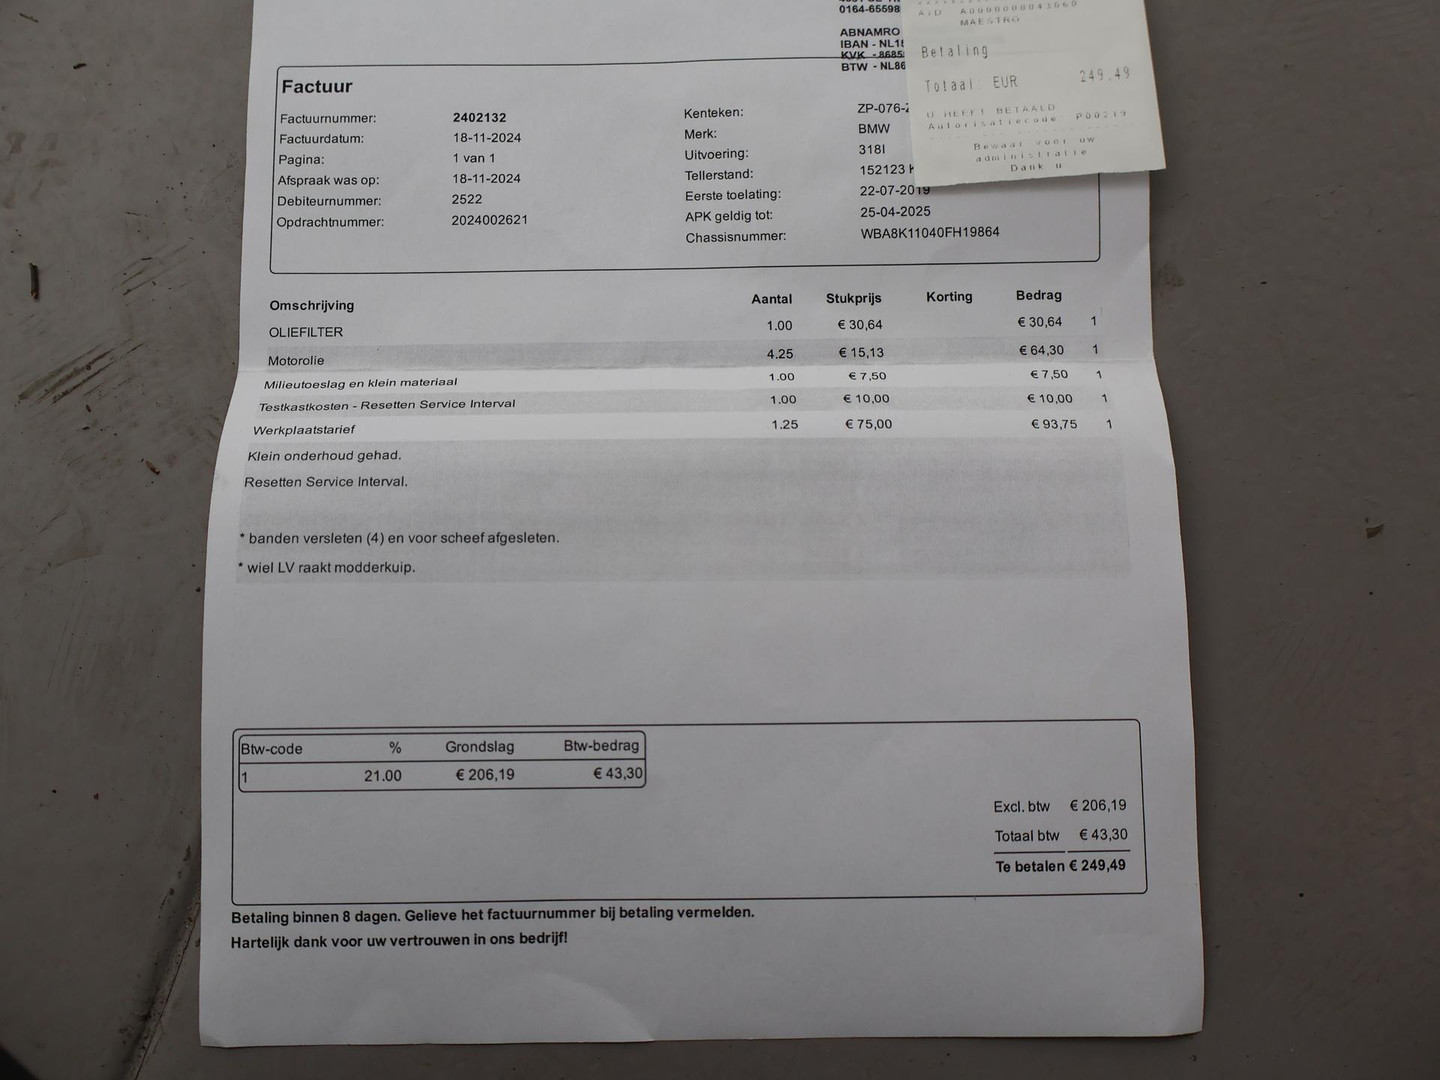 0164-65598
ABNAMRO
IBAN - NL1
KVK - 8685
BTW - NL86
AID A0000000043060
MAESTRO
Betaling
Totaal EUR 249.49
U HEEFT BETAALD
Autorisatiecode P00219
Bewaar voor uw
administratie
Dank u
Factuur
Factuurnummer: 2402132
Factuurdatum: 18-11-2024
Pagina: 1 van 1
Afspraak was op: 18-11-2024
Debiteurnummer: 2522
Opdrachtnummer: 2024002621
Kenteken: ZP-076-
Merk: BMW
Uitvoering: 318I
Tellerstand: 152123
Eerste toelating: 22-07-2019
APK geldig tot: 25-04-2025
Chassisnummer: WBA8K11040FH19864
Omschrijving Aantal Stukprijs Korting Bedrag
OLIEFILTER 1.00 € 30,64 € 30,64 1
Motorolie 4.25 € 15,13 € 64,30 1
Milieutoeslag en klein materiaal 1.00 € 7,50 € 7,50 1
Testkastkosten - Resetten Service Interval 1.00 € 10,00 € 10,00 1
Werkplaatstarief 1.25 € 75,00 € 93,75 1
Klein onderhoud gehad.
Resetten Service Interval.
* banden versleten (4) en voor scheef afgesleten.
* wiel LV raakt modderkuip.
Btw-code % Grondslag Btw-bedrag
1 21.00 € 206,19 € 43,30
Excl. btw € 206,19
Totaal btw € 43,30
Te betalen € 249,49
Betaling binnen 8 dagen. Gelieve het factuurnummer bij betaling vermelden.
Hartelijk dank voor uw vertrouwen in ons bedrijf!